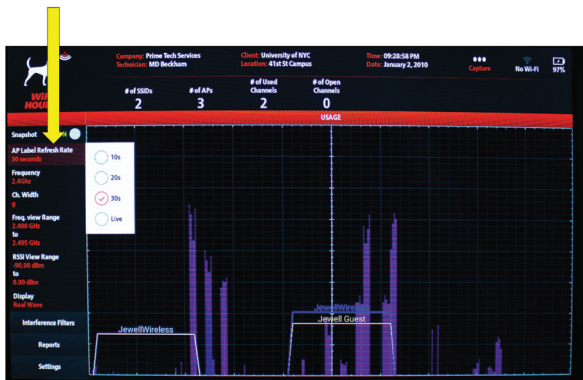 Company: Prime Tech Services
Technician: MD Beckham
Client: University of NYC
Location: 41st St Campus
Time: 09:28:58 PM
Date: January 2, 2010
Capture
No Wi-Fi
97%
HOUN
# of SSIDs
2
# of APs
3
# of Used
Channels
2
# of Open
Channels
0
USAGE
Snapshot
AP Label Refresh Rate
30 seconds
10s
20s
30s
Live
Frequency
2.4Ghz
Ch. Width
Freq. view Range
2.400 GHz
to
2.495 GHz
RSSI View Range
-90.00 dBm
to
0.00 dBm
Display
Real Wave
Interference Filters
Reports
Settings
JewellWireless
JewellWireless
Jewell Guest